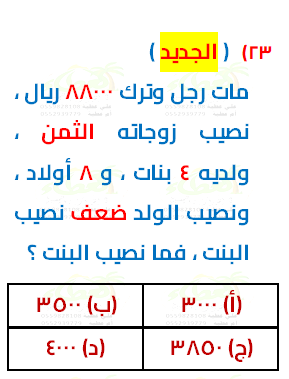 ٢٣) ( الجديد )
مات رجل وترك ٨٨٠٠٠ ريال ،
نصيب زوجاته الثمن ،
ولديه ٤ بنات ، و ٨ أولاد ،
ونصيب الولد ضعف نصيب
البنت ، فما نصيب البنت ؟
(أ) ٣٠٠٠ (ب) ٣٥٠٠
(ج) ٣٨٥٠ (د) ٤٠٠٠